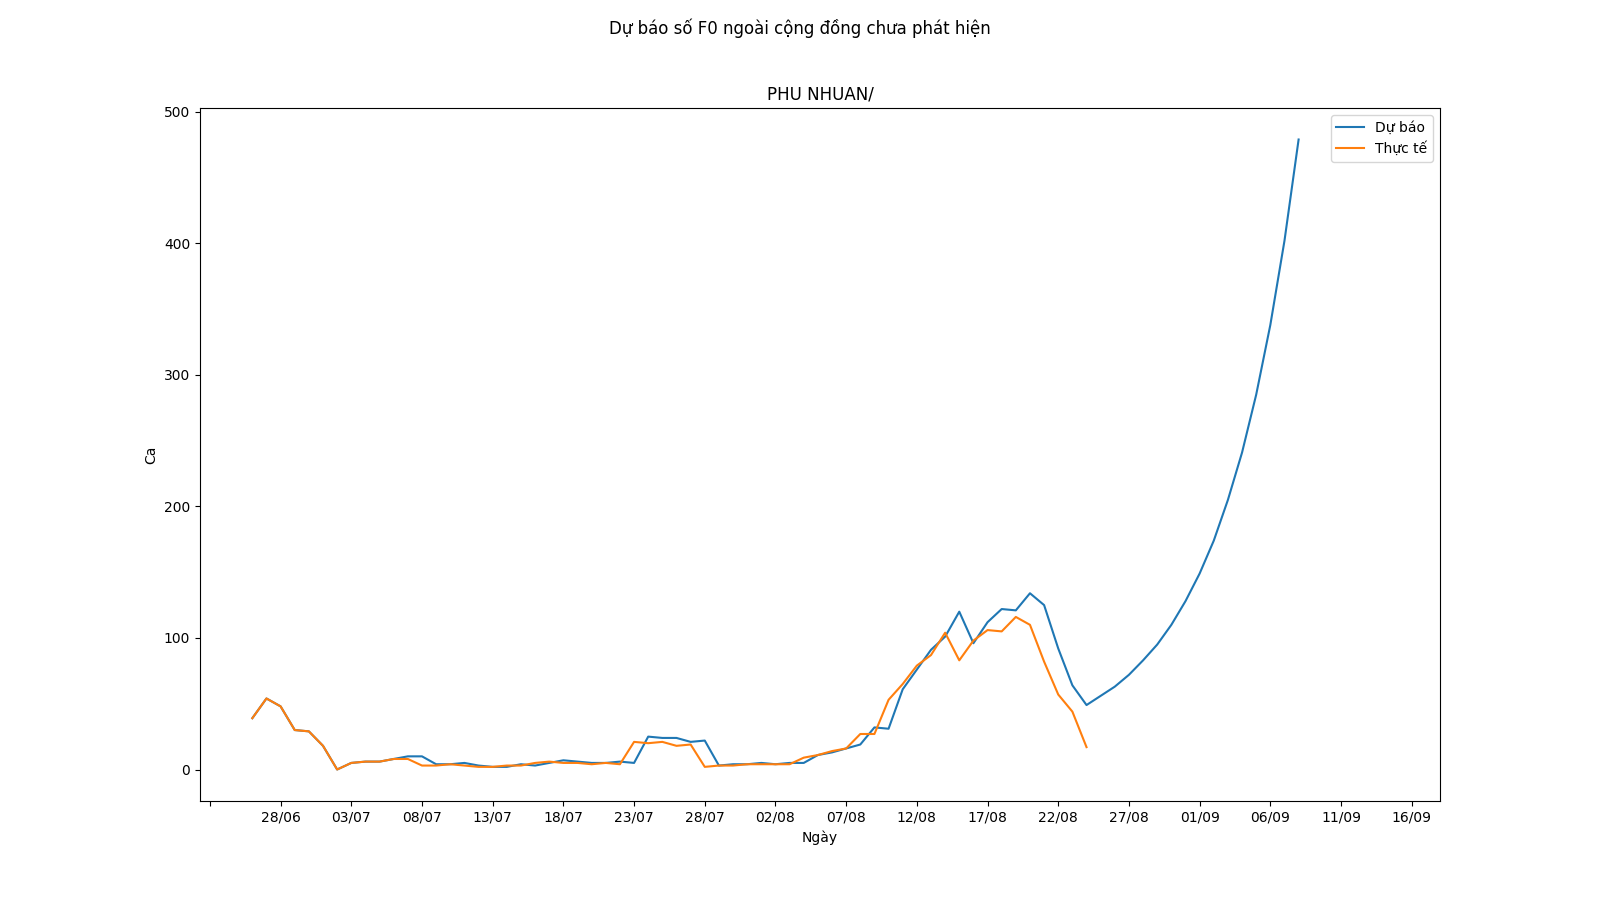 Dự báo số F0 ngoài cộng đồng chưa phát hiện
PHU NHUAN/
500
400
300
200
100
0
Ca
Dự báo
Thực tế
28/06 03/07 08/07 13/07 18/07 23/07 28/07 02/08 07/08 12/08 17/08 22/08 27/08 01/09 06/09 11/09 16/09
Ngày